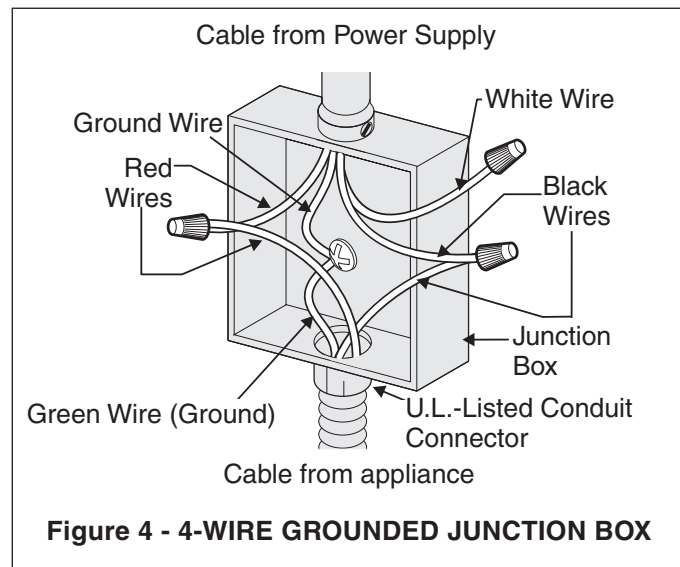 Cable from Power Supply
White Wire
Ground Wire
Red
Wires
Black
Wires
Junction
Box
Green Wire (Ground)
U.L.-Listed Conduit
Connector
Cable from appliance
Figure 4 - 4-WIRE GROUNDED JUNCTION BOX